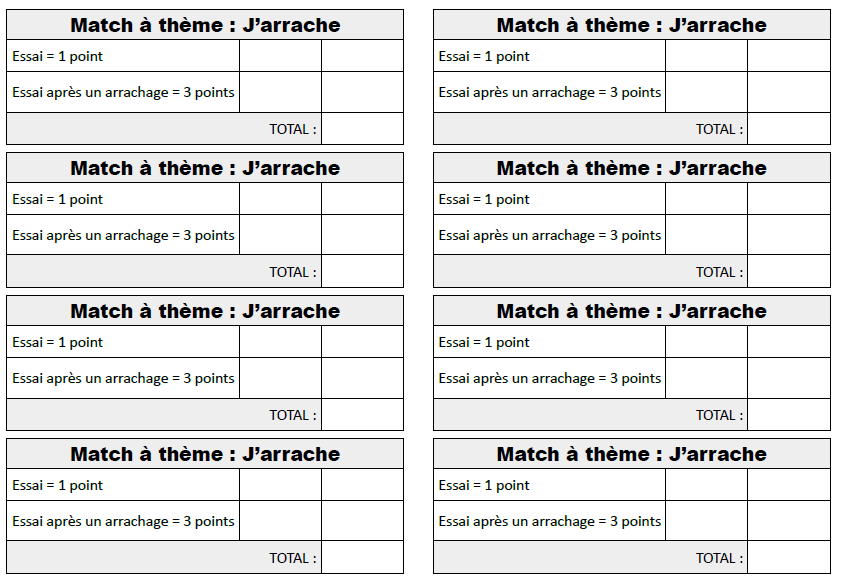 Match à thème : J’arrache
Essai = 1 point
Essai après un arrachage = 3 points
TOTAL :
Match à thème : J’arrache
Essai = 1 point
Essai après un arrachage = 3 points
TOTAL :
Match à thème : J’arrache
Essai = 1 point
Essai après un arrachage = 3 points
TOTAL :
Match à thème : J’arrache
Essai = 1 point
Essai après un arrachage = 3 points
TOTAL :
Match à thème : J’arrache
Essai = 1 point
Essai après un arrachage = 3 points
TOTAL :
Match à thème : J’arrache
Essai = 1 point
Essai après un arrachage = 3 points
TOTAL :
Match à thème : J’arrache
Essai = 1 point
Essai après un arrachage = 3 points
TOTAL :
Match à thème : J’arrache
Essai = 1 point
Essai après un arrachage = 3 points
TOTAL :